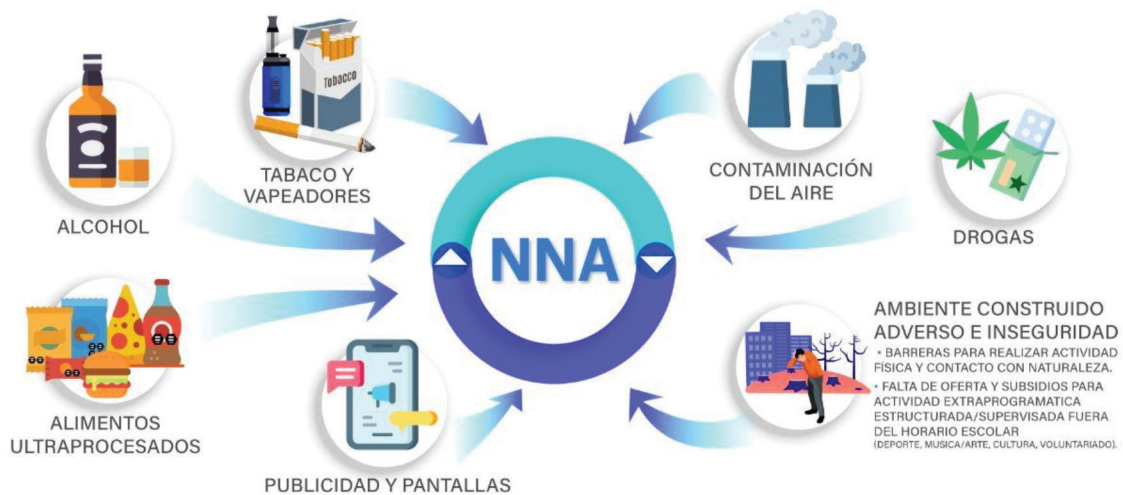 Tobacco
TABACO Y
VAPEADORES
ALCOHOL
ALIMENTOS
ULTRAPROCESADOS
PUBLICIDAD Y PANTALLAS
NNA
CONTAMINACIÓN
DEL AIRE
DROGAS
AMBIENTE CONSTRUIDO
ADVERSO E INSEGURIDAD
• BARRERAS PARA REALIZAR ACTIVIDAD
FÍSICA Y CONTACTO CON NATURALEZA.
• FALTA DE OFERTA Y SUBSIDIOS PARA
ACTIVIDAD EXTRAPROGRAMATICA
ESTRUCTURADA/SUPERVISADA FUERA
DEL HORARIO ESCOLAR
(DEPORTE, MUSICA/ARTE, CULTURA, VOLUNTARIADO).